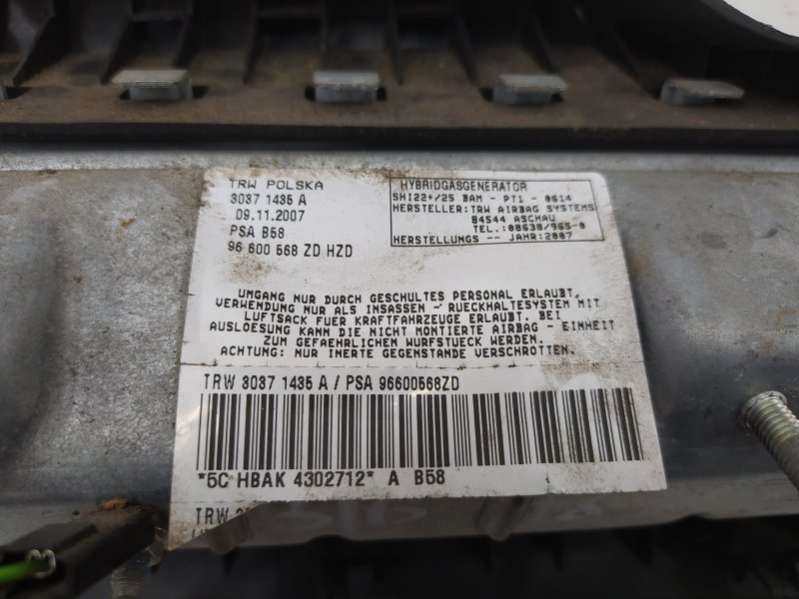 TRW POLSKA
3037 1435 A
09.11.2007
PSA B58
96 600 568 ZD HZD
HYBRIDGASGENERATOR
SHI22+/25 BAM - PT1 - 0614
HERSTELLER: TRW AIRBAG SYSTEMS
84544 ASCHAU
TEL.:08638/965-0
HERSTELLUNGS -- JAHR:2007
UMGANG NUR DURCH GESCHULTES PERSONAL ERLAUBT,
VERWENDUNG NUR ALS INSASSEN - RUECKHALTESYSTEM MIT
LUFTSACK FUER KRAFTFAHRZEUGE ERLAUBT. BEI
AUSLOESUNG KANN DIE NICHT MONTIERTE AIRBAG - EINHEIT
ZUM GEFAEHRLICHEN WURFSTUECK WERDEN.
ACHTUNG: NUR INERTE GEGENSTANDE VERSCHROTTEN.
TRW 3037 1435 A / PSA 96600568ZD
*5C HBAK 4302712* A B58
TRW